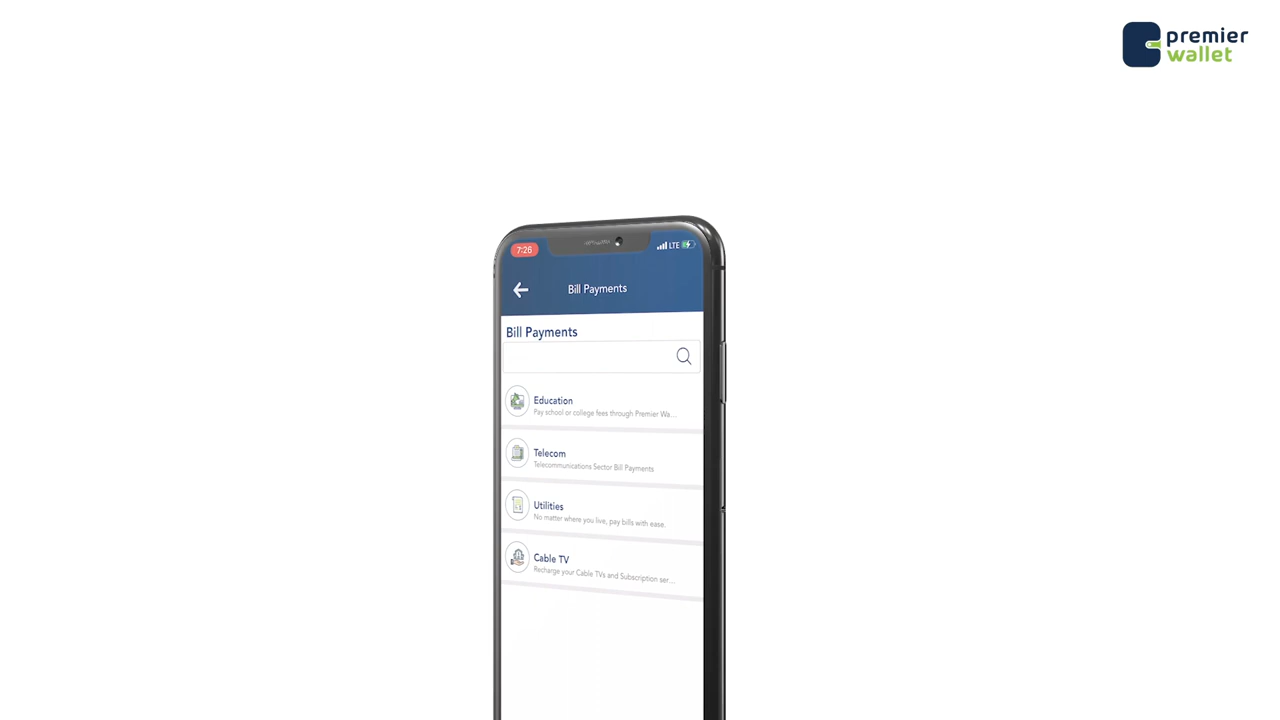 premier
wallet
7:26
LTE
Bill Payments
Bill Payments
Education
Pay school or college fees through Premier Wa...
Telecom
Telecommunications Sector Bill Payments
Utilities
No matter where you live, pay bills with ease.
Cable TV
Recharge your Cable TVs and Subscription ser...